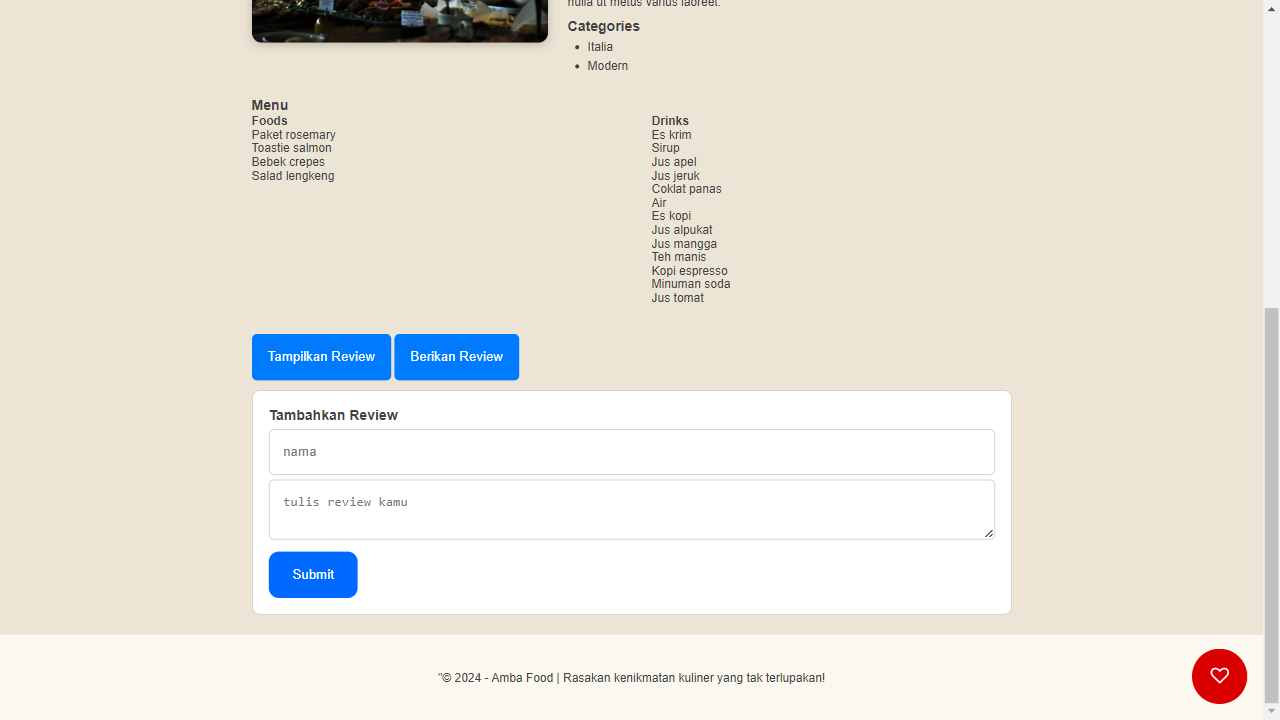 nulla ut metus varius laoreet.
Categories
Italia
Modern
Menu
Foods
Paket rosemary
Toastie salmon
Bebek crepes
Salad lengkeng
Drinks
Es krim
Sirup
Jus apel
Jus jeruk
Coklat panas
Air
Es kopi
Jus alpukat
Jus mangga
Teh manis
Kopi espresso
Minuman soda
Jus tomat
Tampilkan Review
Berikan Review
Tambahkan Review
nama
tulis review kamu
Submit
"© 2024 - Amba Food | Rasakan kenikmatan kuliner yang tak terlupakan!